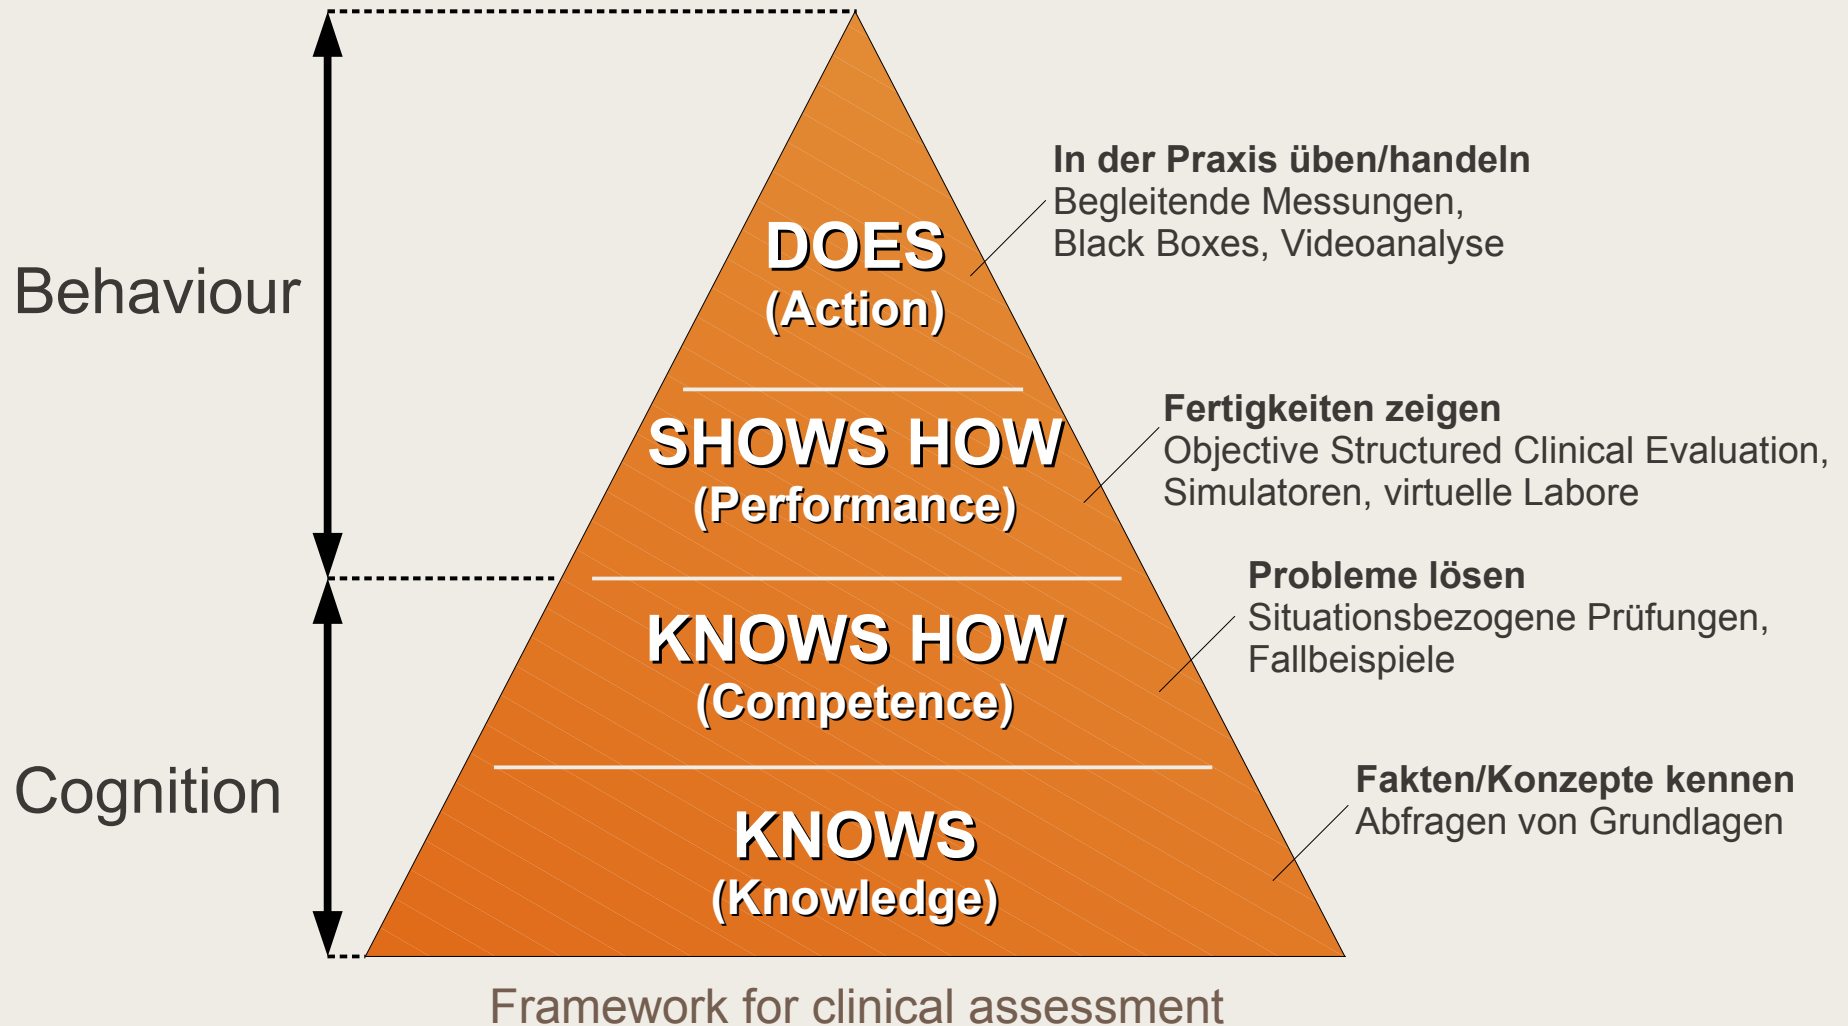 Behaviour
DOES
(Action)
In der Praxis üben/handeln
Begleitende Messungen,
Black Boxes, Videoanalyse
SHOWS HOW
(Performance)
Fertigkeiten zeigen
Objective Structured Clinical Evaluation,
Simulatoren, virtuelle Labore
Cognition
KNOWS HOW
(Competence)
Probleme lösen
Situationsbezogene Prüfungen,
Fallbeispiele
KNOWS
(Knowledge)
Fakten/Konzepte kennen
Abfragen von Grundlagen
Framework for clinical assessment